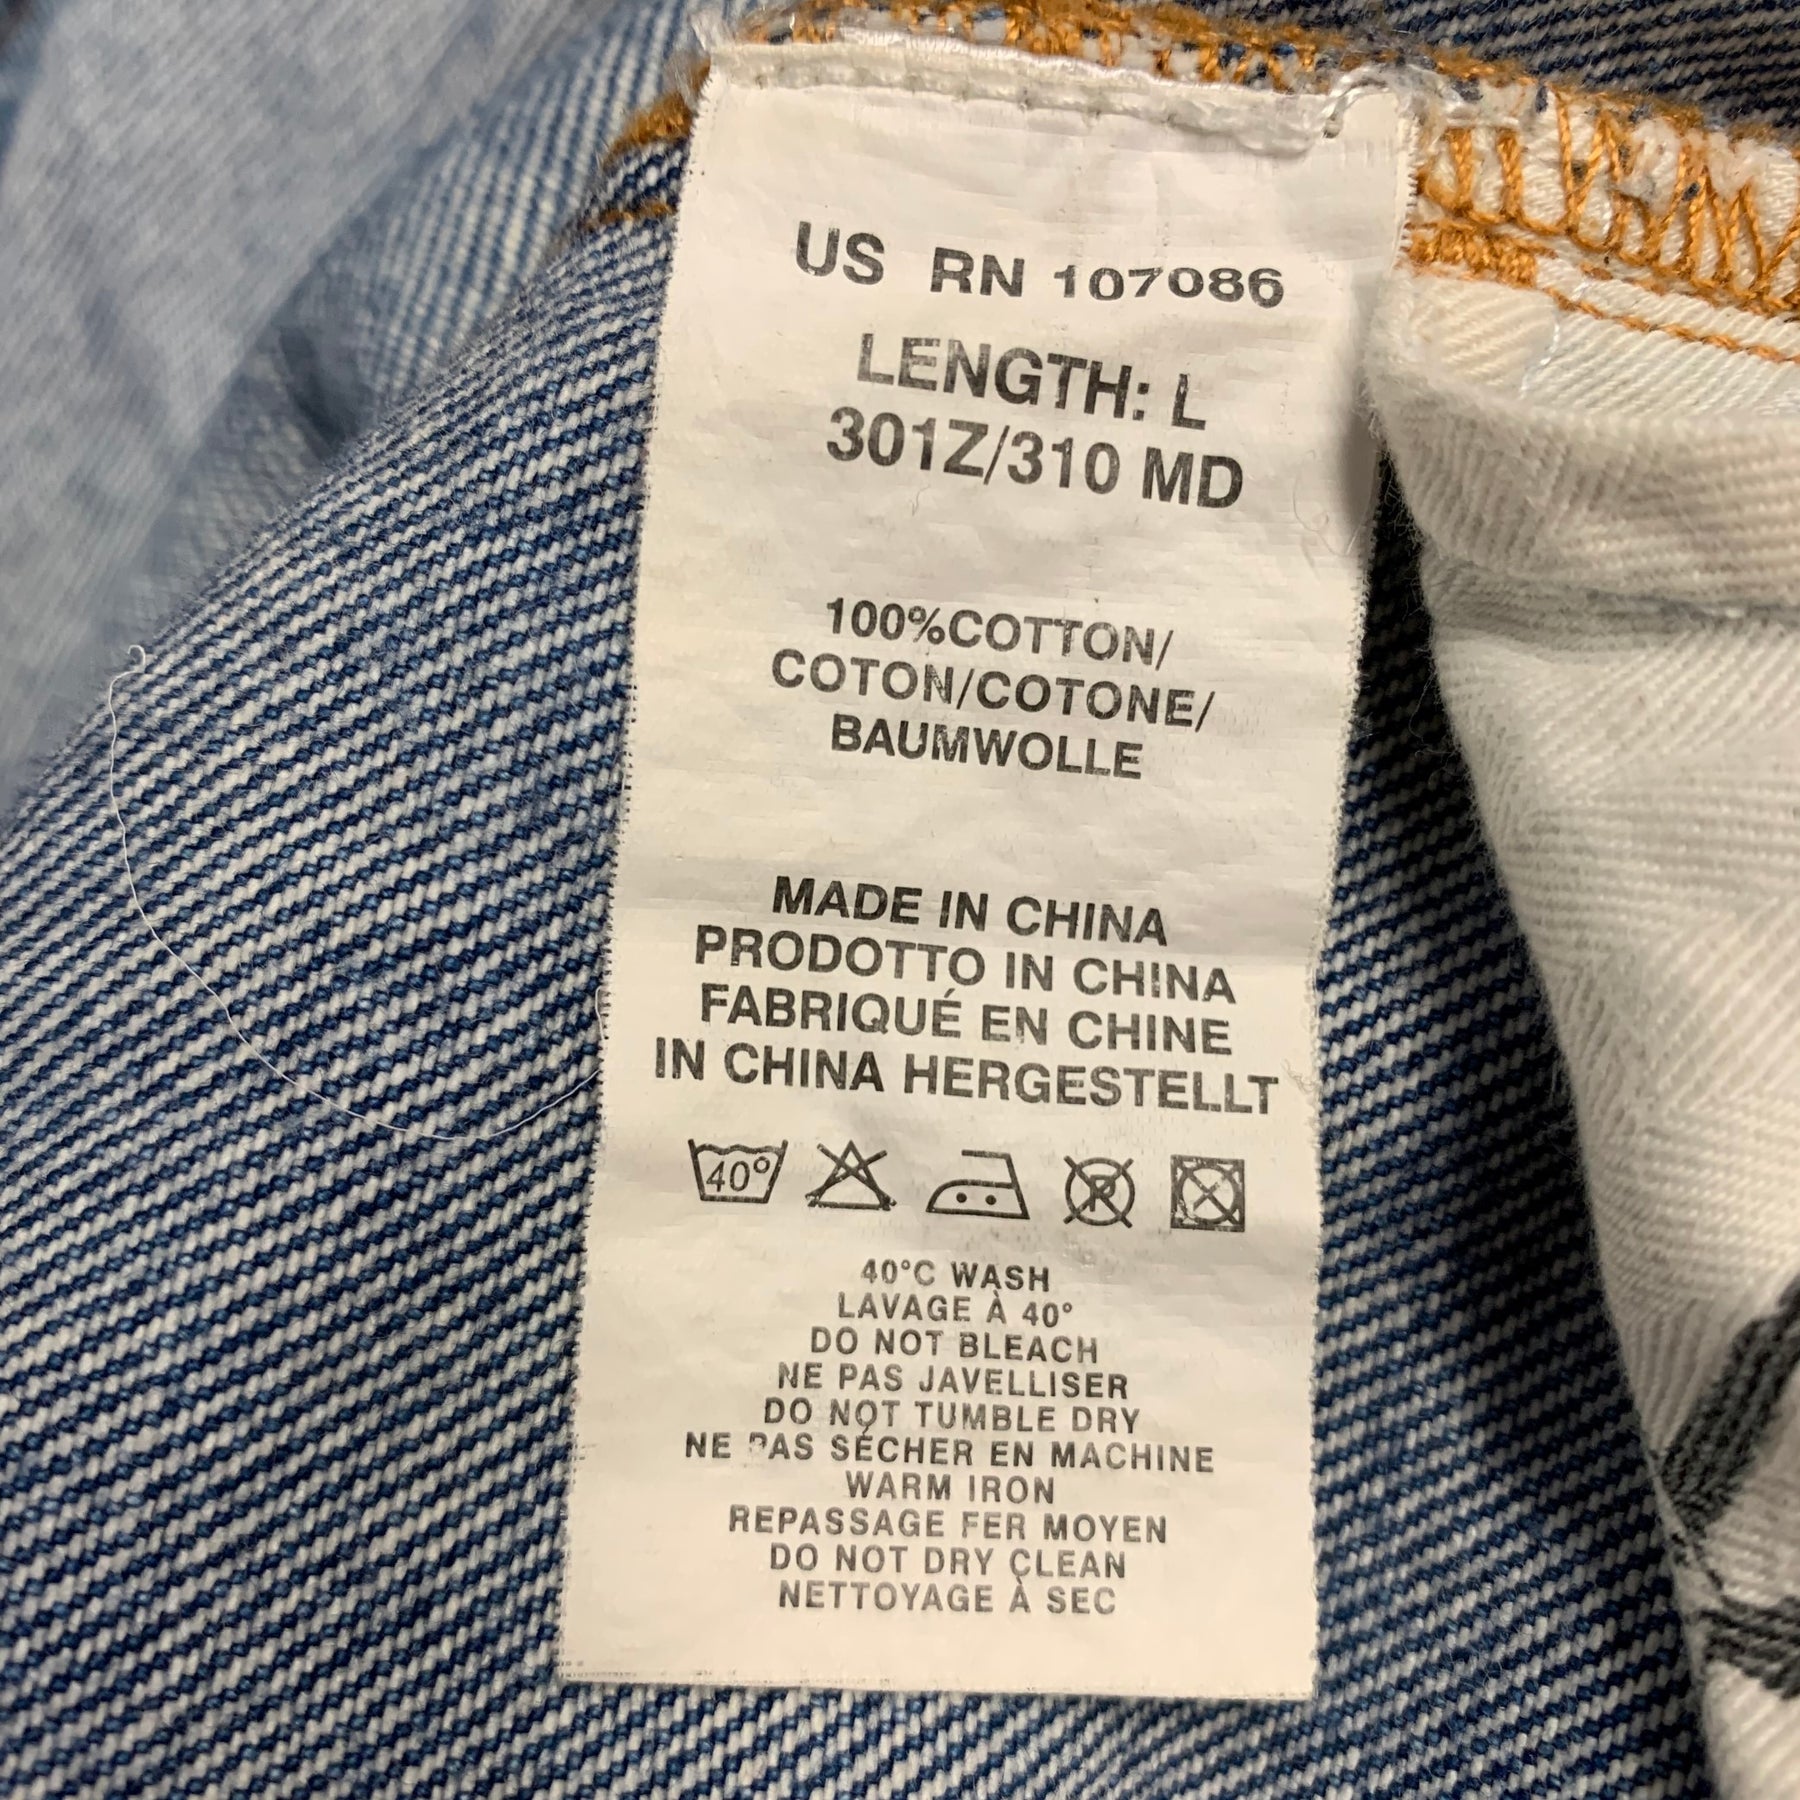 US RN 107086
LENGTH: L
301Z/310 MD
100%COTTON/
COTON/COTONE/
BAUMWOLLE
MADE IN CHINA
PRODOTTO IN CHINA
FABRIQUÉ EN CHINE
IN CHINA HERGESTELLT
40° P
40°C WASH
LAVAGE À 40°
DO NOT BLEACH
NE PAS JAVELLISER
DO NOT TUMBLE DRY
NE PAS SÉCHER EN MACHINE
WARM IRON
REPASSAGE FER MOYEN
DO NOT DRY CLEAN
NETTOYAGE À SEC